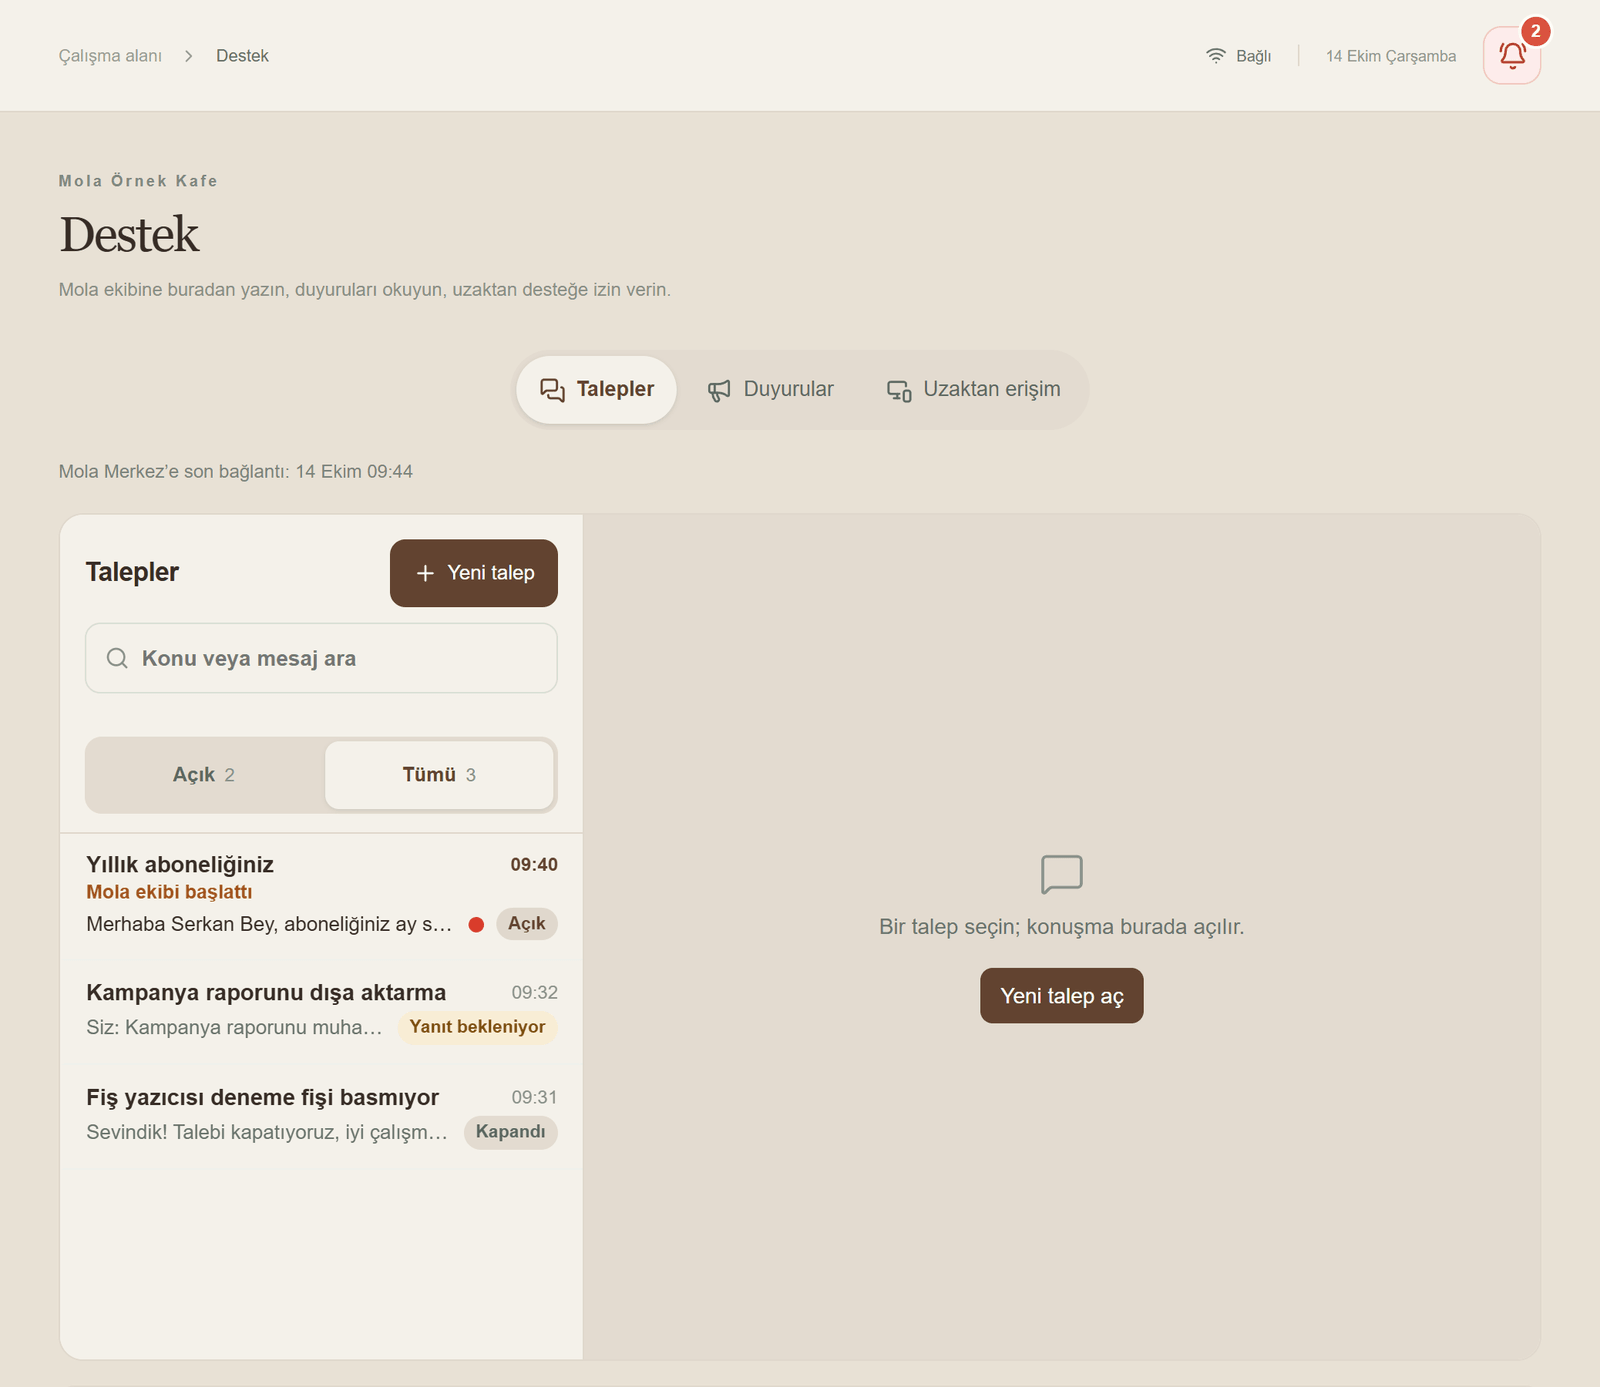 Çalışma alanı > Destek
Bağlı
14 Ekim Çarşamba
2
Mola Örnek Kafe
Destek
Mola ekibine buradan yazın, duyuruları okuyun, uzaktan desteğe izin verin.
Talepler
Duyurular
Uzaktan erişim
Mola Merkez’e son bağlantı: 14 Ekim 09:44
Talepler
Yeni talep
Konu veya mesaj ara
Açık 2
Tümü 3
Yıllık aboneliğiniz 09:40
Mola ekibi başlattı
Merhaba Serkan Bey, aboneliğiniz ay s… Açık
Kampanya raporunu dışa aktarma 09:32
Siz: Kampanya raporunu muha… Yanıt bekleniyor
Fiş yazıcısı deneme fişi basmıyor 09:31
Sevindik! Talebi kapatıyoruz, iyi çalışm… Kapandı
Bir talep seçin; konuşma burada açılır.
Yeni talep aç